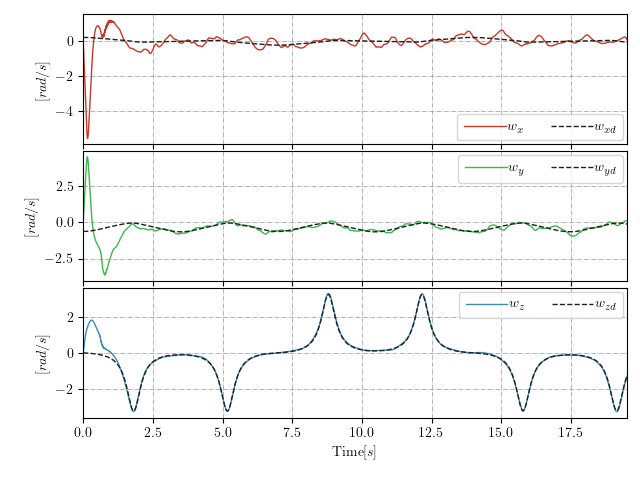 0
−2
−4
[rad/s]
w_x w_xd
2.5
0.0
−2.5
[rad/s]
w_y w_yd
2
0
−2
[rad/s]
w_z w_zd
0.0 2.5 5.0 7.5 10.0 12.5 15.0 17.5
Time[s]